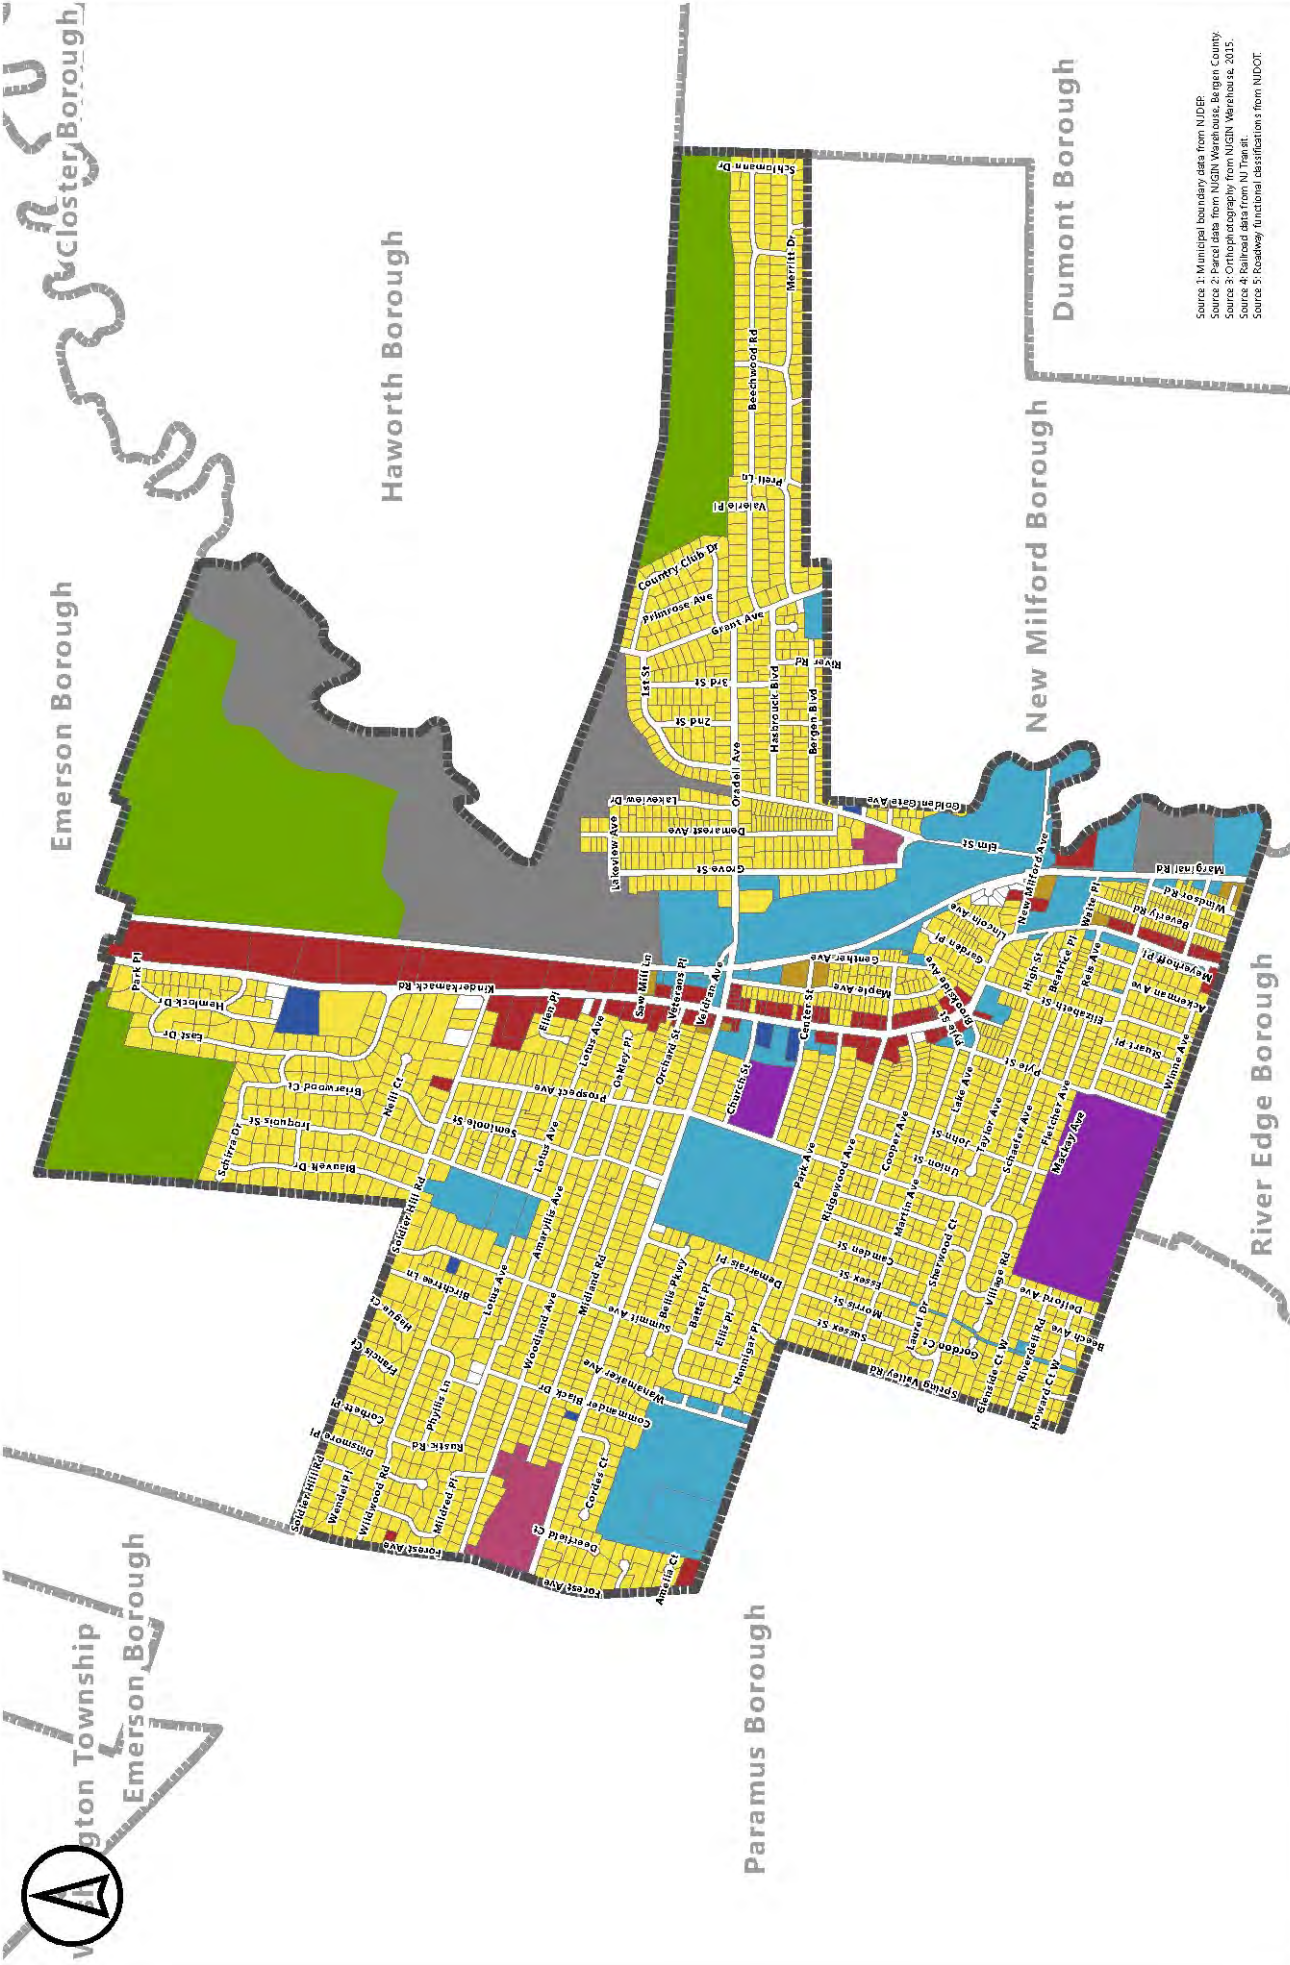 Closter Borough
Haworth Borough
Emerson Borough
Dumont Borough
New Milford Borough
River Edge Borough
Paramus Borough
gton Township
Emerson Borough
Source 1: Municipal boundary data from NJDEP.
Source 2: Parcel data from NJGIN Warehouse, Bergen County.
Source 3: Orthophotography from NJGIN Warehouse, 2015.
Source 4: Railroad data from NJ Transit.
Source 5: Roadway functional classifications from NJDOT.
Schlomann Dr
Merritt Dr
Beechwood Rd
Prell Ln
Valerie Pl
Country Club Dr
Primrose Ave
Grant Ave
River Rd
1st St
3rd St
2nd St
Hasbrouck Blvd
Bergen Blvd
Oradell Ave
Lakeview Dr
Demarest Ave
Lakeview Ave
Grove St
Golden Gate Ave
Elm St
New Milford Ave
Marginal Rd
Windsor Rd
Beverly Rd
Waite Pl
Meyerhoff Pl
Ackerman Ave
Lincoln Ave
Garden Pl
High St
Beatrice Pl
Reis Ave
Elizabeth St
Stuart Pl
Winne Ave
Genther Ave
Maple Ave
Brookside Ave
Center St
Pyle St
Pyle St
Park Pl
Hemlock Dr
East Dr
Kinderkamack Rd
Saw Mill Ln
Veterans Pl
Veldran Ave
Ellen Pl
Lotus Ave
Oakley Pl
Orchard St
Church St
Prospect Ave
Briarwood Ct
Neill Ct
Iroquois St
Seminole St
Schirra Dr
Blauvelt Dr
Soldier Hill Rd
Lotus Ave
Amaryllis Ave
Park Ave
Ridgewood Ave
Cooper Ave
Martin Ave
John St
Union St
Lake Ave
Taylor Ave
Schaefer Ave
Fletcher Ave
Mackay Ave
Camden St
Essex St
Morris St
Sussex St
Sherwood Ct
Village Rd
Laurel Dr
Gordon Ct
Delford Ave
Beech Ave
Riverdell Rd
Glenside Ct W
Howard Ct W
Spring Valley Rd
Demarrais Pl
Bellis Pkwy
Battel Pl
Ellis Pl
Hennigar Pl
Summit Ave
Midland Rd
Woodland Ave
Lotus Ave
Birchtree Ln
Hague Ct
Francis Ct
Corbett Pl
Dinsmore Pl
Phyllis Ln
Rustic Rd
Wanamaker Ave
Commander Black Dr
Soldier Hill Rd
Wendel Pl
Wildwood Rd
Mildred Pl
Forest Ave
Cordes Ct
Deerfield Ct
Forest Ave
Amelia Ct